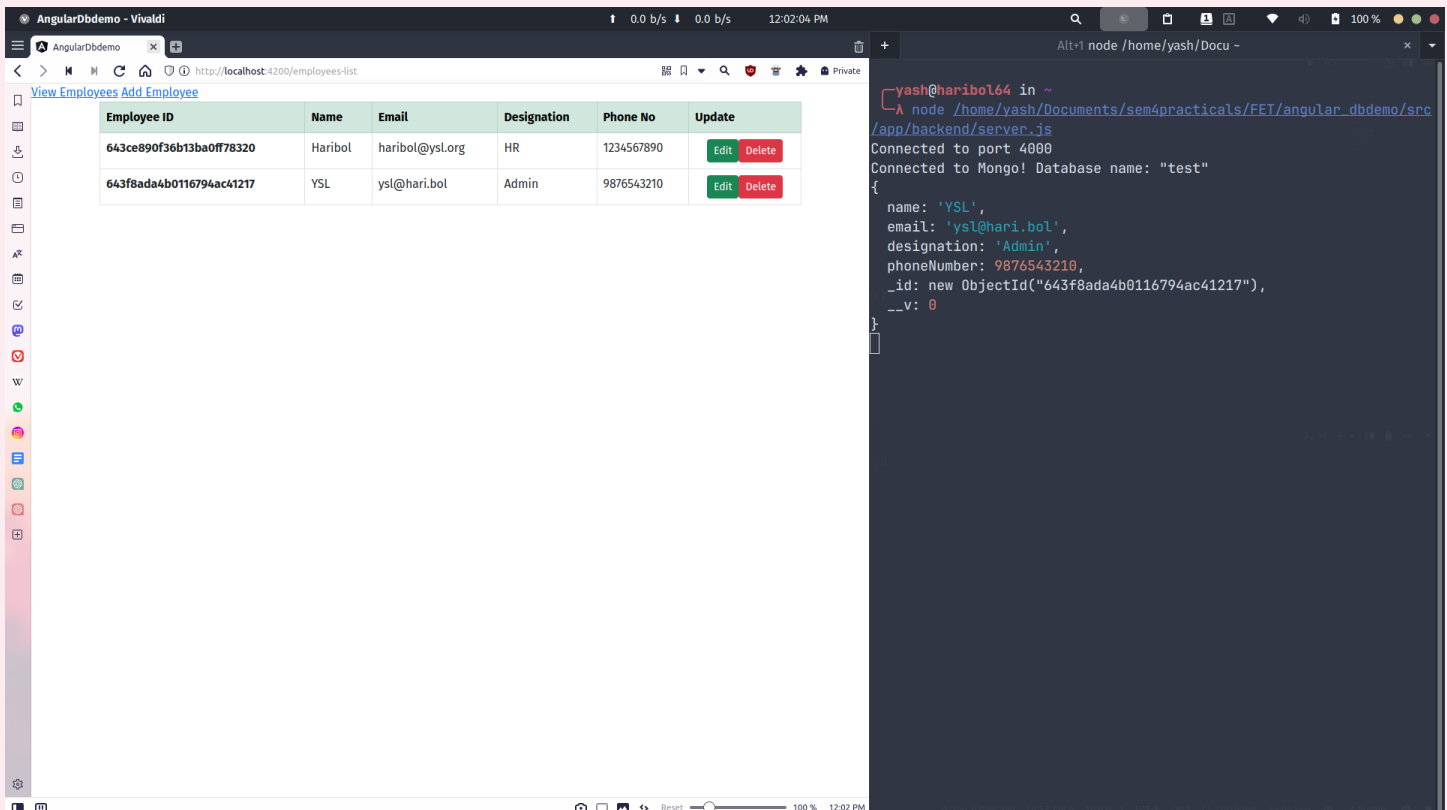 AngularDbdemo - Vivaldi
0.0 b/s 0.0 b/s
12:02:04 PM
1 A
100 %
AngularDbdemo
http://localhost:4200/employees-list
Private
View Employees Add Employee
Employee ID Name Email Designation Phone No Update
643ce890f36b13ba0ff78320 Haribol haribol@ysl.org HR 1234567890 Edit Delete
643f8ada4b0116794ac41217 YSL ysl@hari.bol Admin 9876543210 Edit Delete
Reset 100 % 12:02 PM
Alt+1 node /home/yash/Docu ~
yash@haribol64 in ~
λ node /home/yash/Documents/sem4practicals/FET/angular_dbdemo/src
/app/backend/server.js
Connected to port 4000
Connected to Mongo! Database name: "test"
{
name: 'YSL',
email: 'ysl@hari.bol',
designation: 'Admin',
phoneNumber: 9876543210,
_id: new ObjectId("643f8ada4b0116794ac41217"),
__v: 0
}